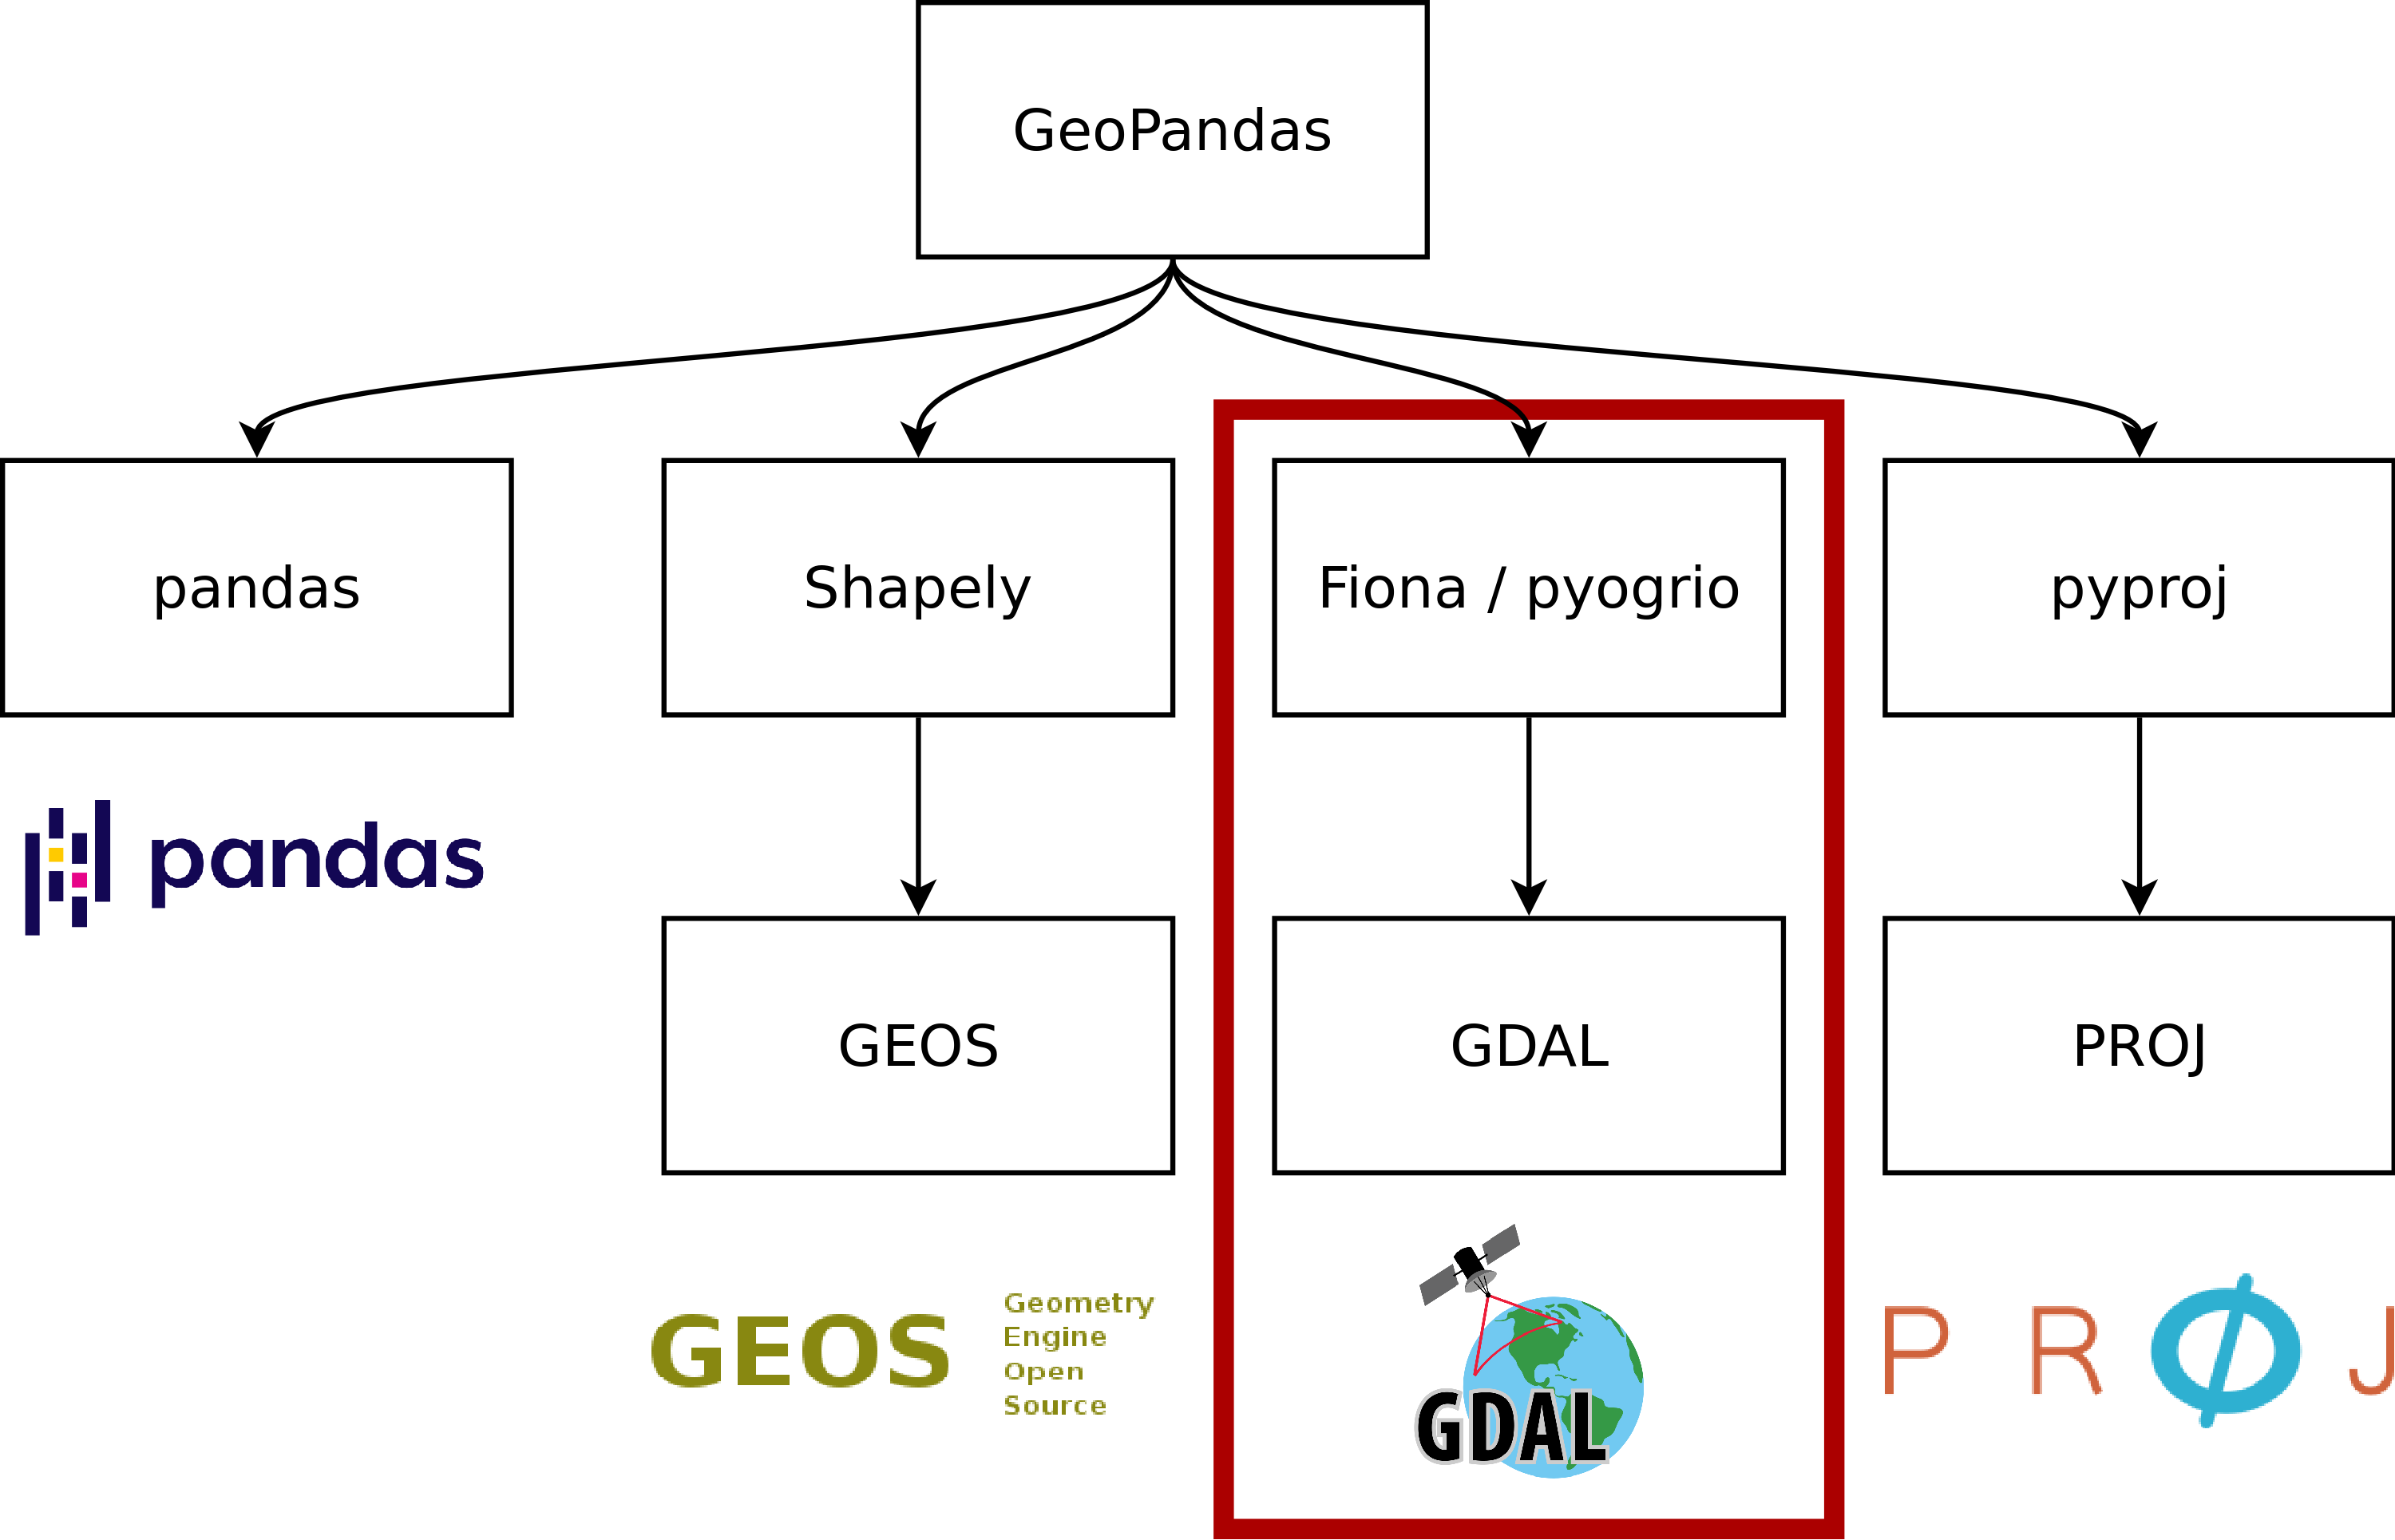 GeoPandas
pandas
Shapely
Fiona / pyogrio
pyproj
pandas
GEOS
GDAL
PROJ
GEOS
Geometry
Engine
Open
Source
GDAL
PRØJ